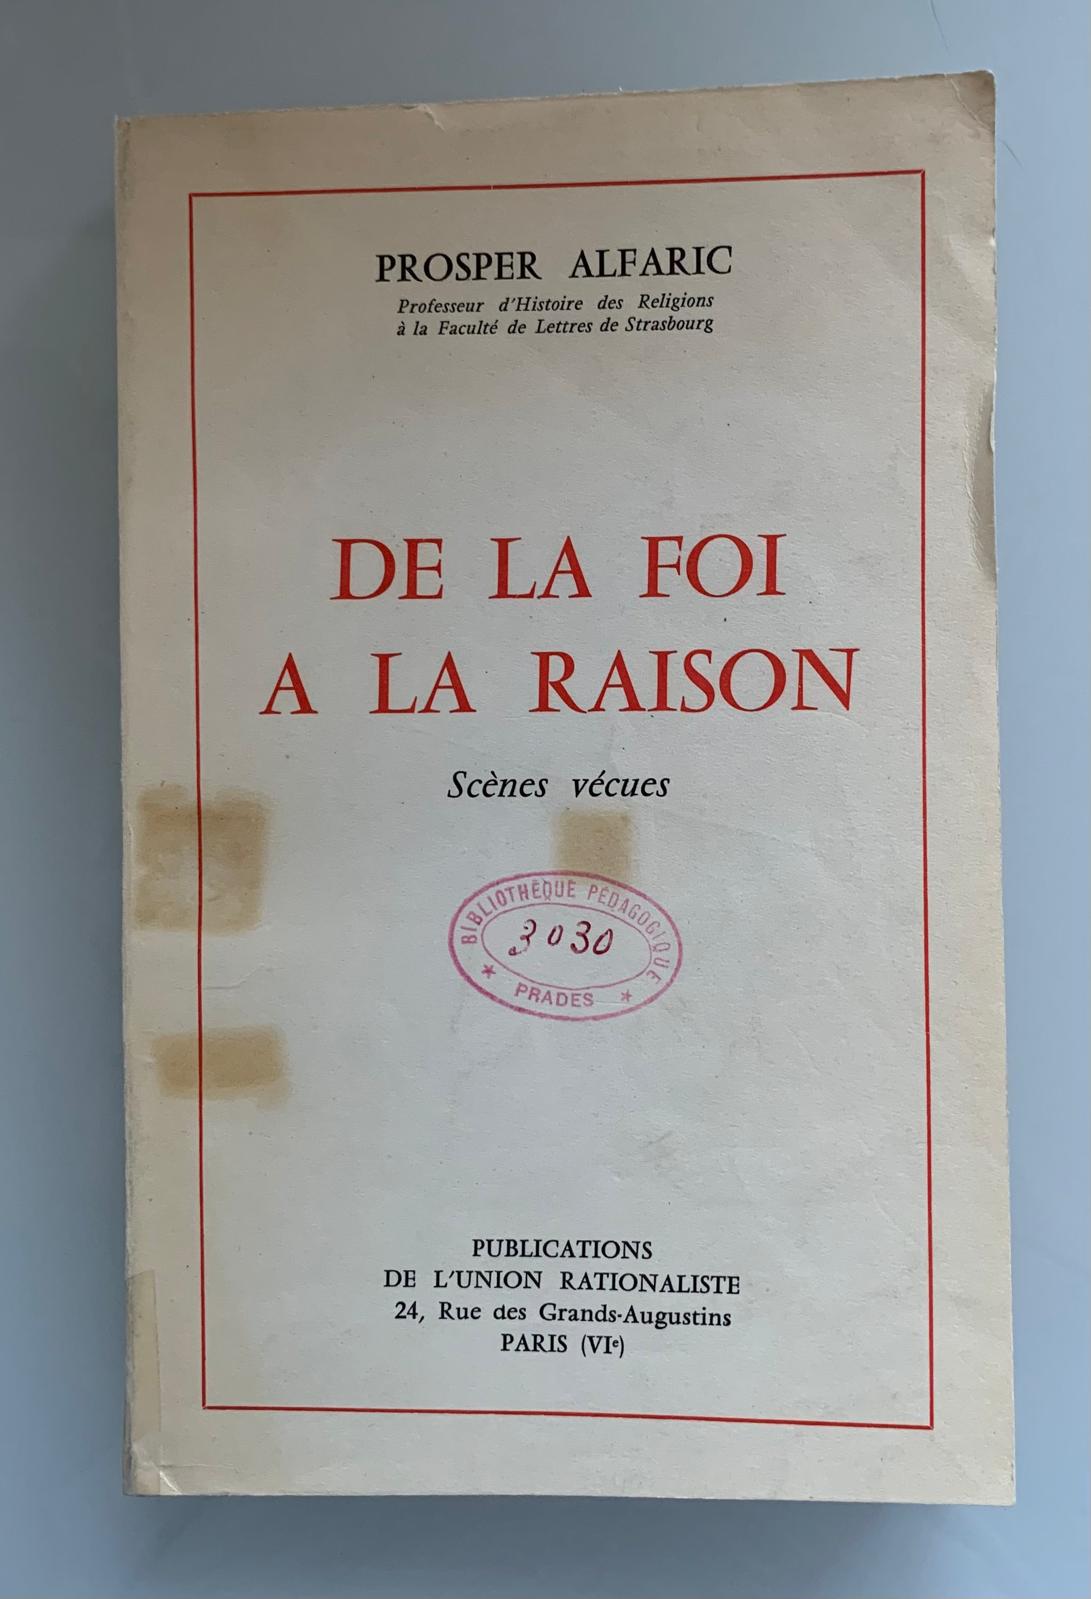 PROSPER ALFARIC
Professeur d'Histoire des Religions
à la Faculté de Lettres de Strasbourg
DE LA FOI
A LA RAISON
Scènes vécues
BIBLIOTHÈQUE PÉDAGOGIQUE
3030
* PRADES *
PUBLICATIONS
DE L'UNION RATIONALISTE
24, Rue des Grands-Augustins
PARIS (VIe)